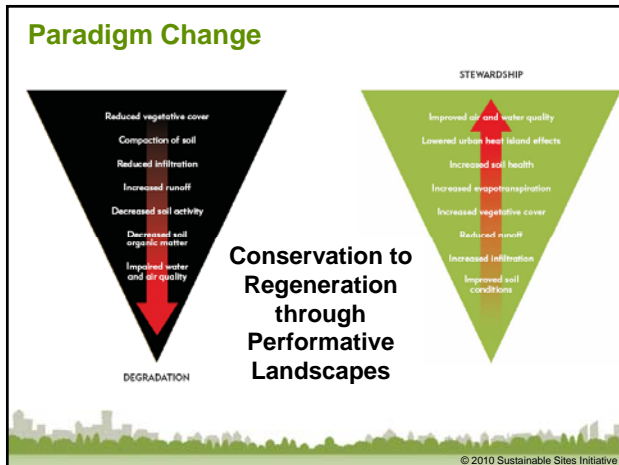 Paradigm Change
Reduced vegetative cover
Compaction of soil
Reduced infiltration
Increased runoff
Decreased soil activity
Decreased soil
organic matter
Impaired water
and air quality
DEGRADATION
Conservation to
Regeneration
through
Performative
Landscapes
STEWARDSHIP
Improved air and water quality
Lowered urban heat island effects
Increased soil health
Increased evapotranspiration
Increased vegetative cover
Reduced runoff
Increased infiltration
Improved soil
conditions
© 2010 Sustainable Sites Initiative